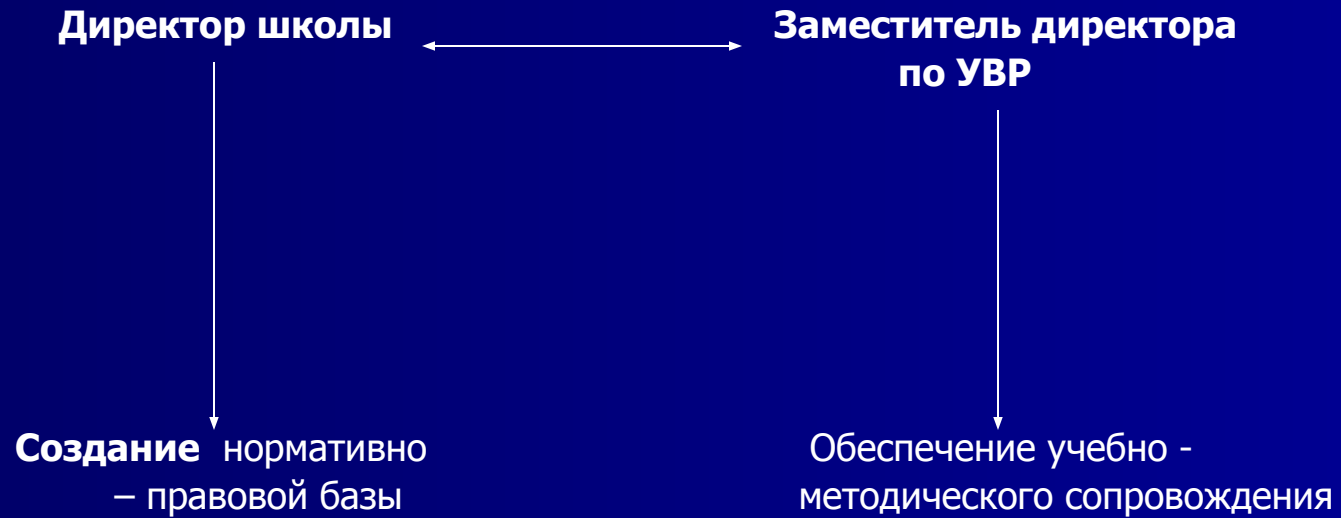 Директор школы
Заместитель директора
по УВР
Создание нормативно
– правовой базы
Обеспечение учебно -
методического сопровождения